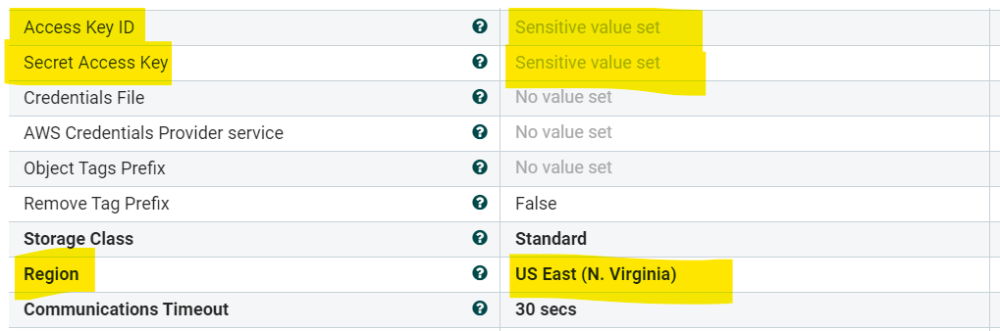 Access Key ID ? Sensitive value set
Secret Access Key ? Sensitive value set
Credentials File ? No value set
AWS Credentials Provider service ? No value set
Object Tags Prefix ? No value set
Remove Tag Prefix ? False
Storage Class ? Standard
Region ? US East (N. Virginia)
Communications Timeout ? 30 secs